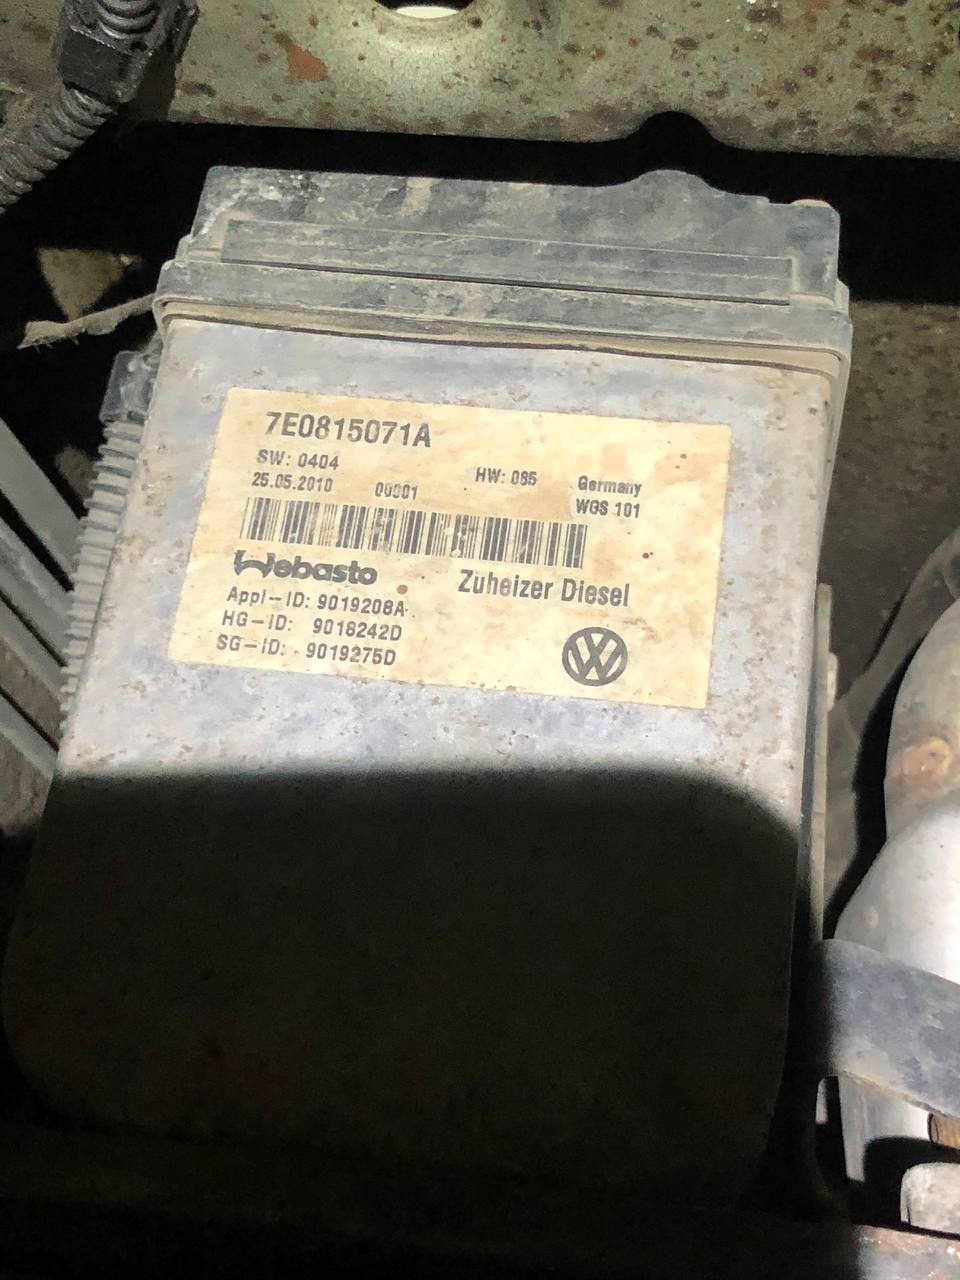 7E0815071A
SW: 0404 HW: 085 Germany
25.05.2010 00001 WGS 101
Webasto Zuheizer Diesel
Appl-ID: 9019208A
HG-ID: 9018242D
SG-ID: 9019275D